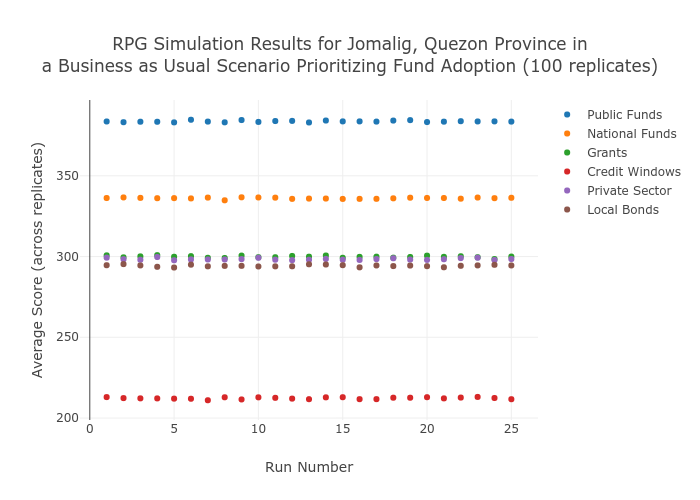 RPG Simulation Results for Jomalig, Quezon Province in
a Business as Usual Scenario Prioritizing Fund Adoption (100 replicates)
Public Funds
National Funds
Grants
Credit Windows
Private Sector
Local Bonds
Average Score (across replicates)
350
300
250
200
0
5
10
15
20
25
Run Number